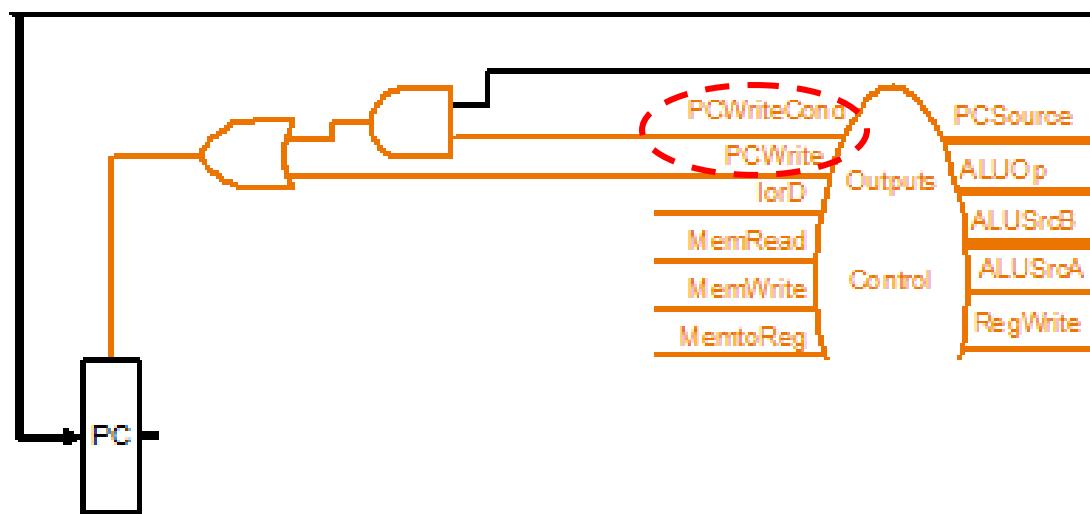 PCWriteCond
PCWrite
IorD
MemRead
MemWrite
MemtoReg
Outputs
Control
PCSource
ALUOp
ALUSrcB
ALUSrcA
RegWrite
PC